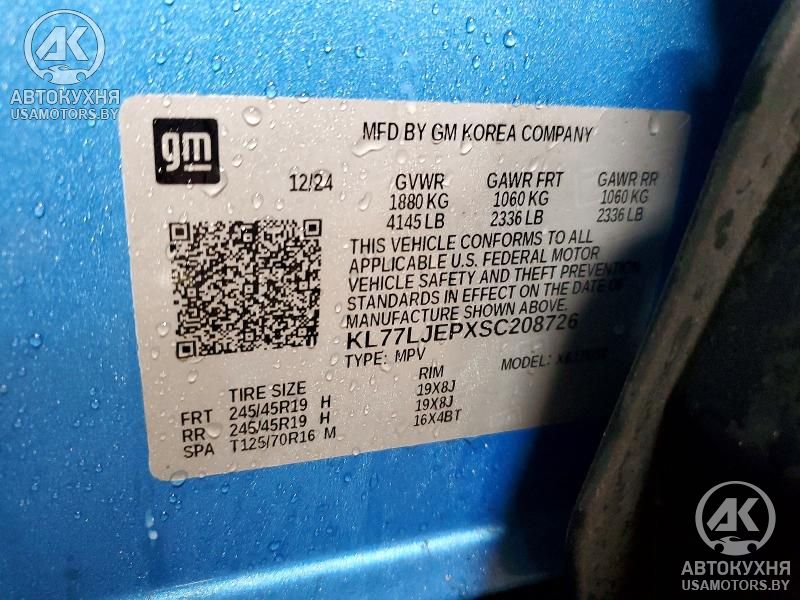 AK
АВТОКУХНЯ
USAMOTORS.BY
gm
MFD BY GM KOREA COMPANY
12/24 GVWR GAWR FRT GAWR RR
1880 KG 1060 KG 1060 KG
4145 LB 2336 LB 2336 LB
THIS VEHICLE CONFORMS TO ALL
APPLICABLE U.S. FEDERAL MOTOR
VEHICLE SAFETY AND THEFT PREVENTION
STANDARDS IN EFFECT ON THE DATE OF
MANUFACTURE SHOWN ABOVE.
KL77LJEPXSC208726
TYPE: MPV MODEL:
TIRE SIZE RIM
FRT 245/45R19 H 19X8J
RR 245/45R19 H 19X8J
SPA T125/70R16 M 16X4BT
AK
АВТОКУХНЯ
USAMOTORS.BY